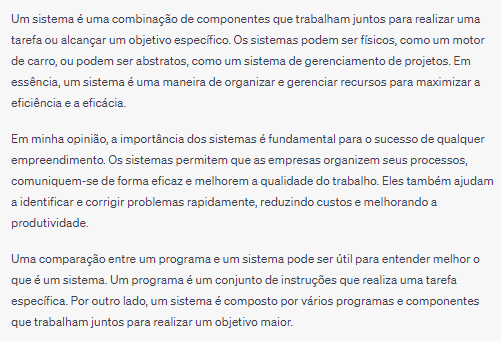 Um sistema é uma combinação de componentes que trabalham juntos para realizar uma
tarefa ou alcançar um objetivo específico. Os sistemas podem ser físicos, como um motor
de carro, ou podem ser abstratos, como um sistema de gerenciamento de projetos. Em
essência, um sistema é uma maneira de organizar e gerenciar recursos para maximizar a
eficiência e a eficácia.
Em minha opinião, a importância dos sistemas é fundamental para o sucesso de qualquer
empreendimento. Os sistemas permitem que as empresas organizem seus processos,
comuniquem-se de forma eficaz e melhorem a qualidade do trabalho. Eles também ajudam
a identificar e corrigir problemas rapidamente, reduzindo custos e melhorando a
produtividade.
Uma comparação entre um programa e um sistema pode ser útil para entender melhor o
que é um sistema. Um programa é um conjunto de instruções que realiza uma tarefa
específica. Por outro lado, um sistema é composto por vários programas e componentes
que trabalham juntos para realizar um objetivo maior.